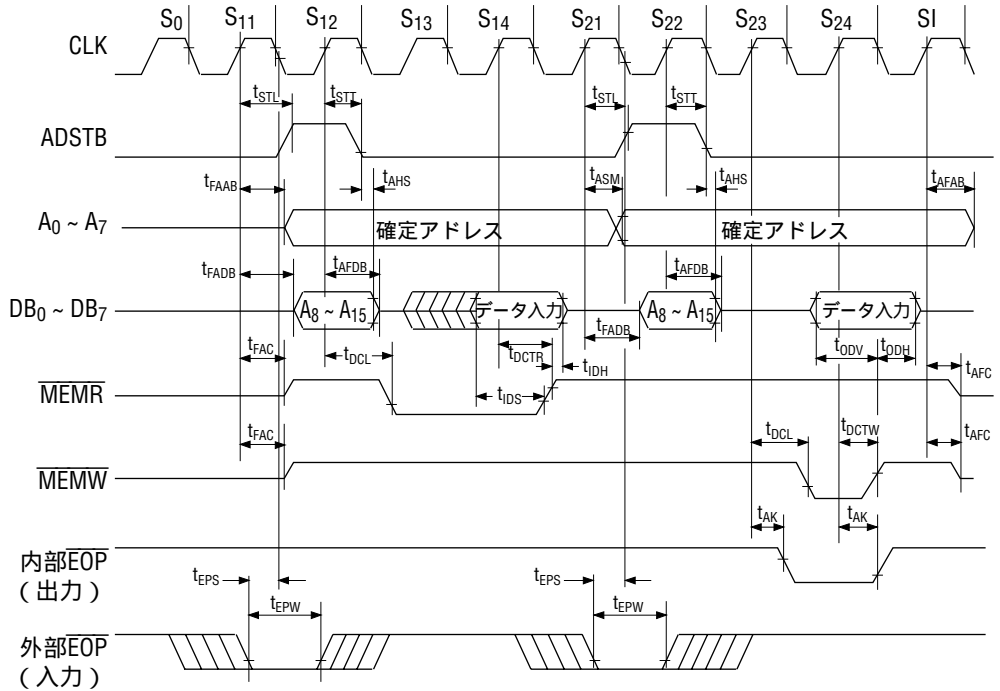 S0 S11 S12 S13 S14 S21 S22 S23 S24 SI
CLK
tSTL tSTT tSTL tSTT
ADSTB
tFAAB tAHS tASM tAHS tAFAB
A0 ~ A7 確定アドレス 確定アドレス
tFADB tAFDB tAFDB
DB0 ~ DB7 A8 ~ A15 データ入力 A8 ~ A15 データ入力
tFADB
tFAC tDCL tDCTR tIDH tODV tODH
tAFC
MEMR tIDS
tFAC tDCL tDCTW tAFC
MEMW
tAK tAK
内部EOP
(出力)
tEPS tEPS
tEPW tEPW
外部EOP
(入力)